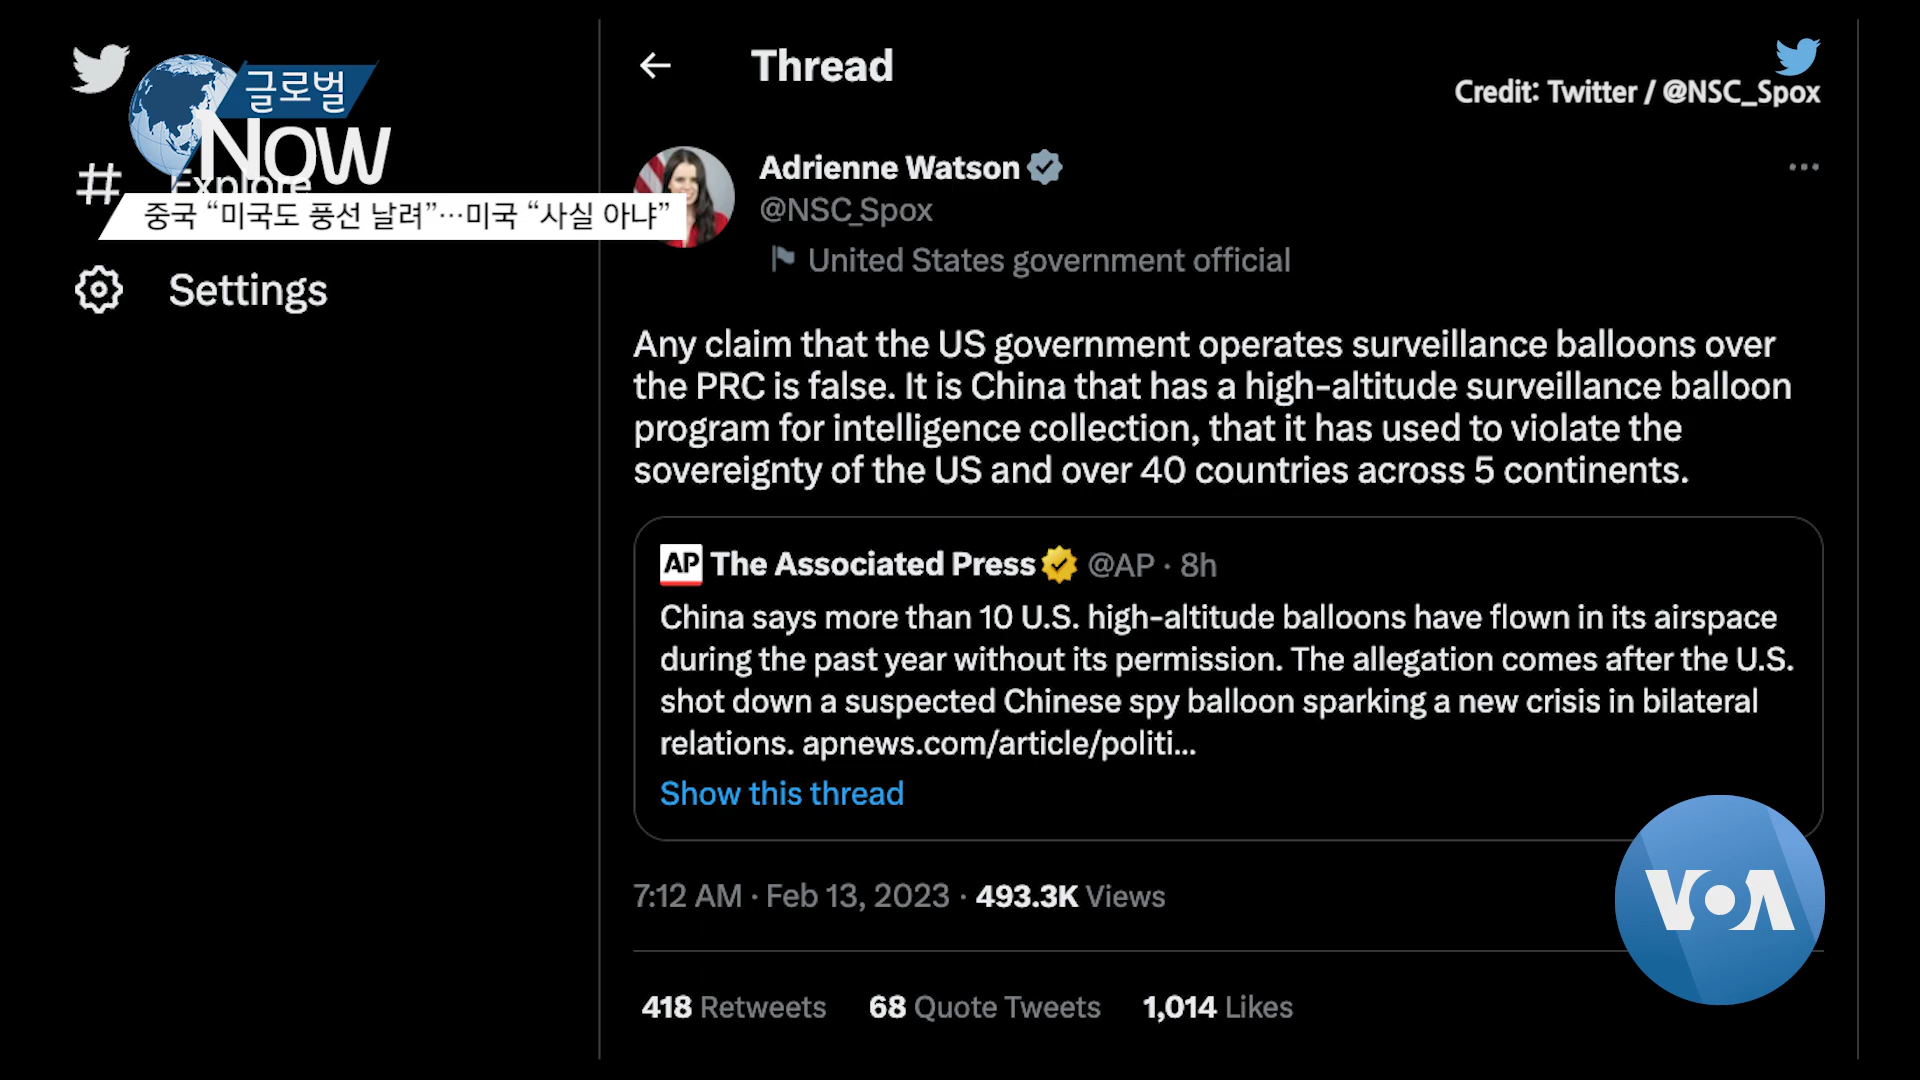 글로벌
Now
Explore
중국 “미국도 풍선 날려”…미국 “사실 아냐”
Settings
Thread
Credit: Twitter / @NSC_Spox
Adrienne Watson
@NSC_Spox
United States government official
Any claim that the US government operates surveillance balloons over
the PRC is false. It is China that has a high-altitude surveillance balloon
program for intelligence collection, that it has used to violate the
sovereignty of the US and over 40 countries across 5 continents.
AP The Associated Press @AP · 8h
China says more than 10 U.S. high-altitude balloons have flown in its airspace
during the past year without its permission. The allegation comes after the U.S.
shot down a suspected Chinese spy balloon sparking a new crisis in bilateral
relations. apnews.com/article/politi...
Show this thread
7:12 AM · Feb 13, 2023 · 493.3K Views
VOA
418 Retweets 68 Quote Tweets 1,014 Likes